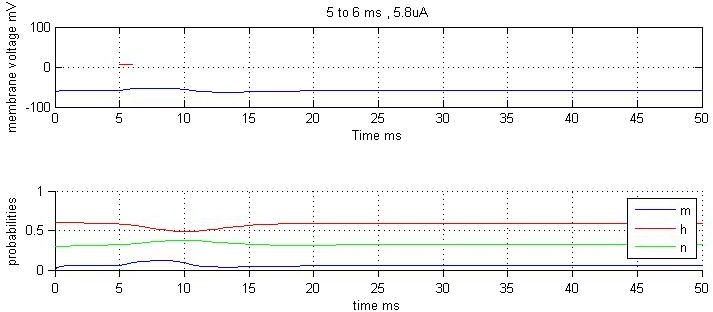 5 to 6 ms , 5.8uA
membrane voltage mV
100
0
-100
0 5 10 15 20 25 30 35 40 45 50
Time ms
probabilities
1
0.5
0
m
h
n
0 5 10 15 20 25 30 35 40 45 50
time ms